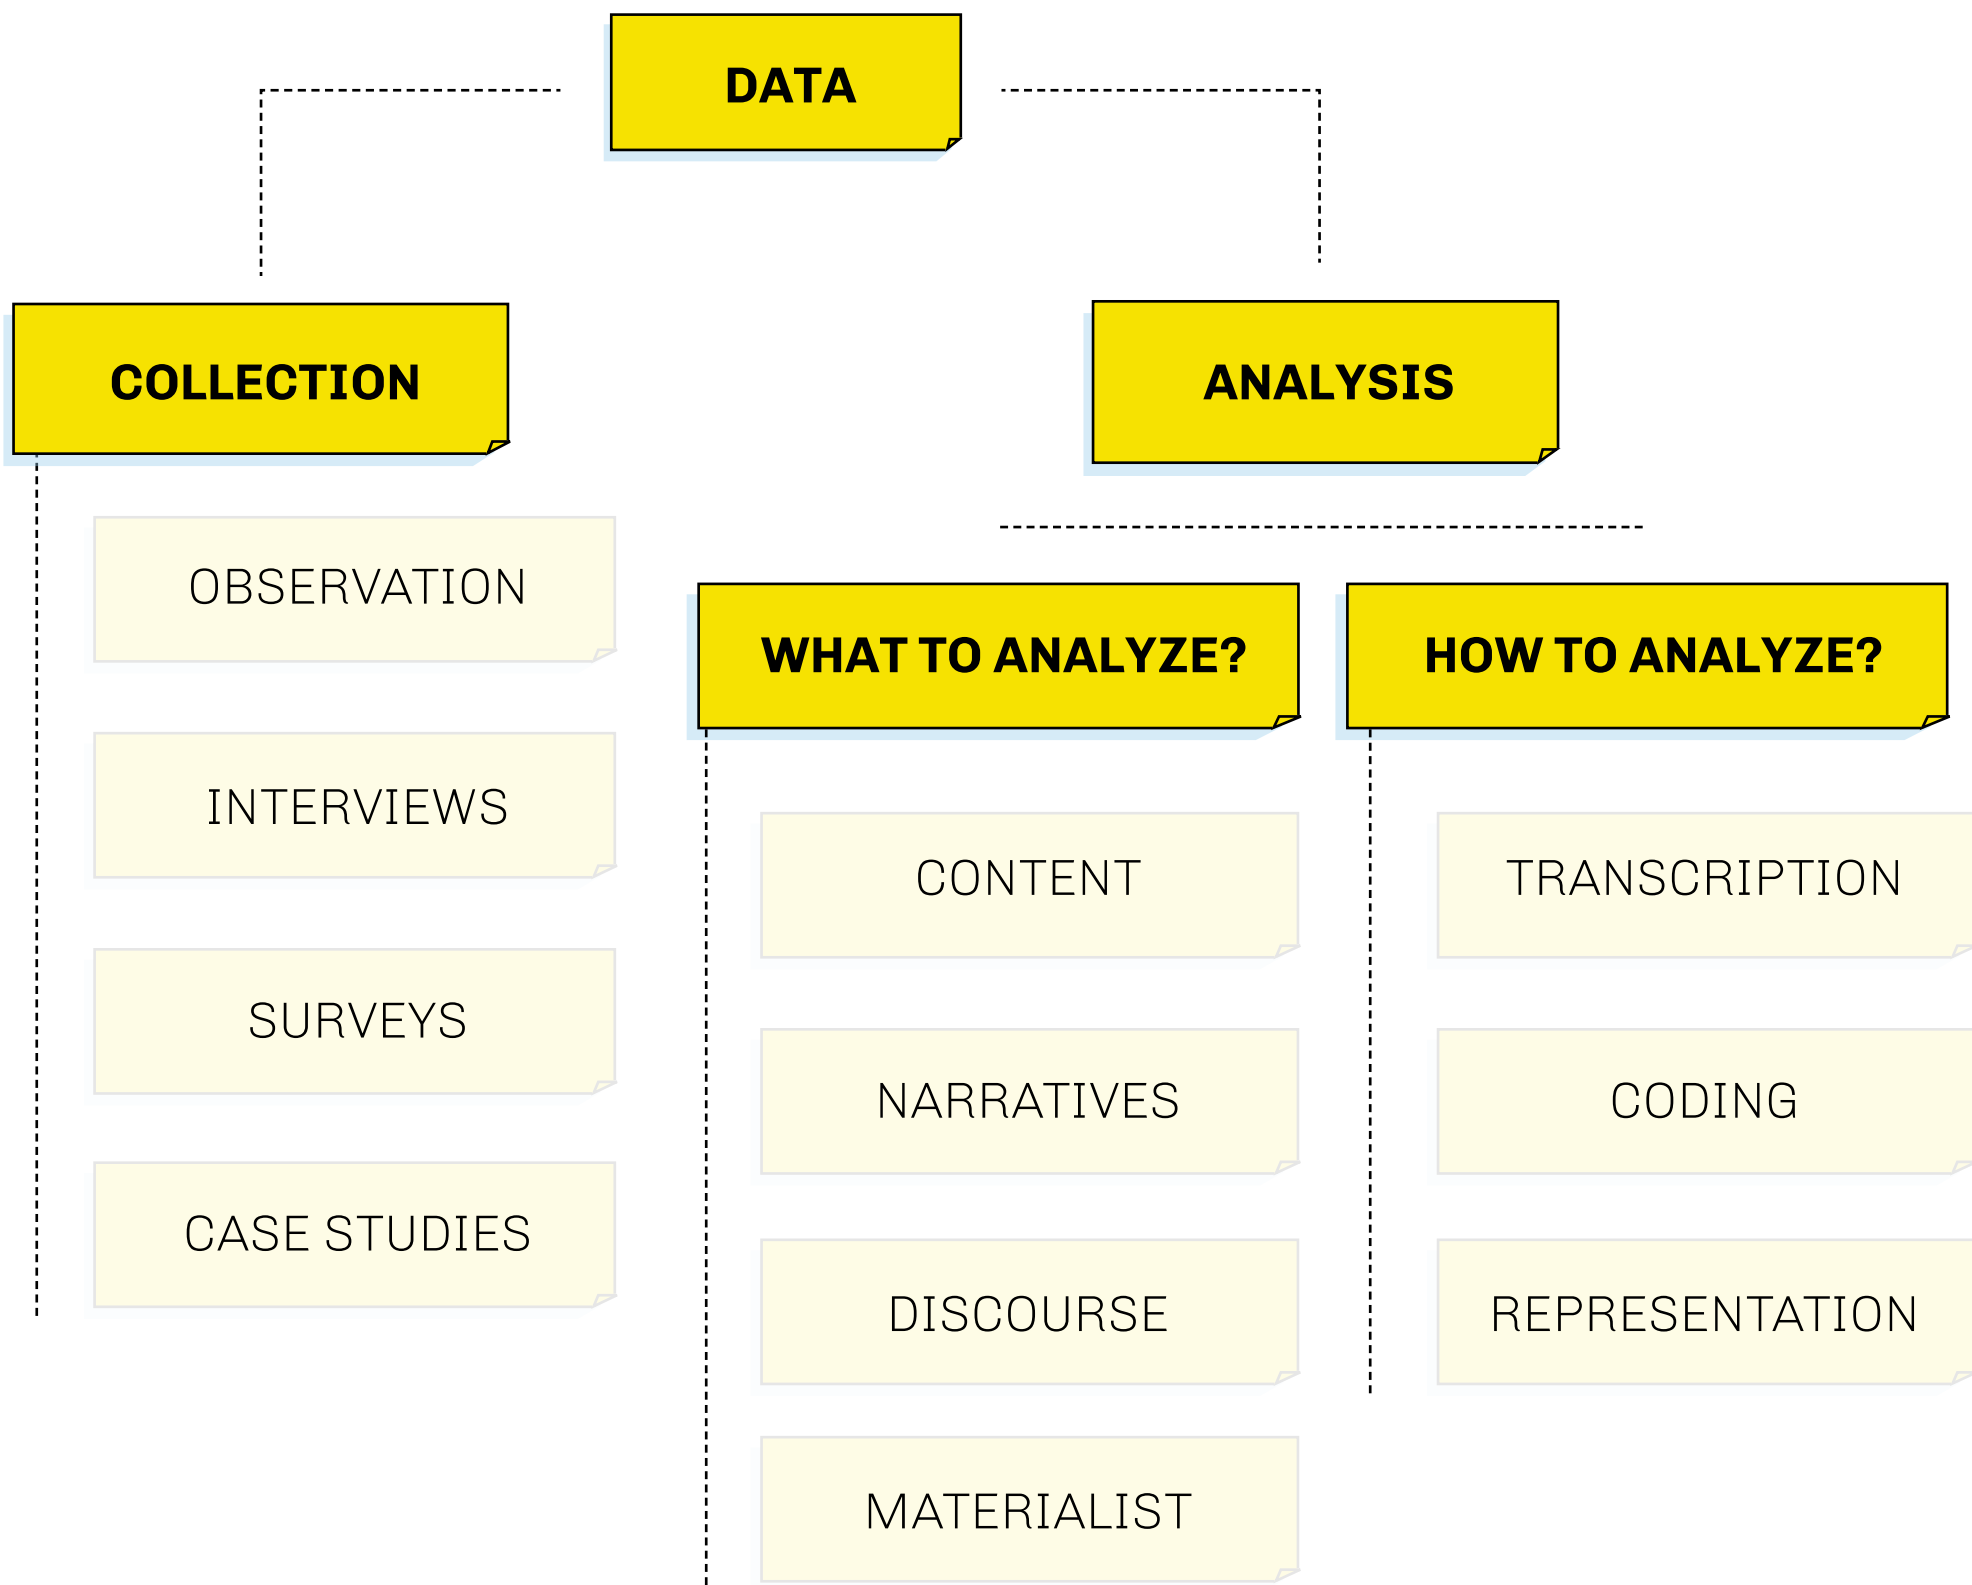 DATA
COLLECTION
ANALYSIS
OBSERVATION
INTERVIEWS
SURVEYS
CASE STUDIES
WHAT TO ANALYZE?
CONTENT
NARRATIVES
DISCOURSE
MATERIALIST
HOW TO ANALYZE?
TRANSCRIPTION
CODING
REPRESENTATION